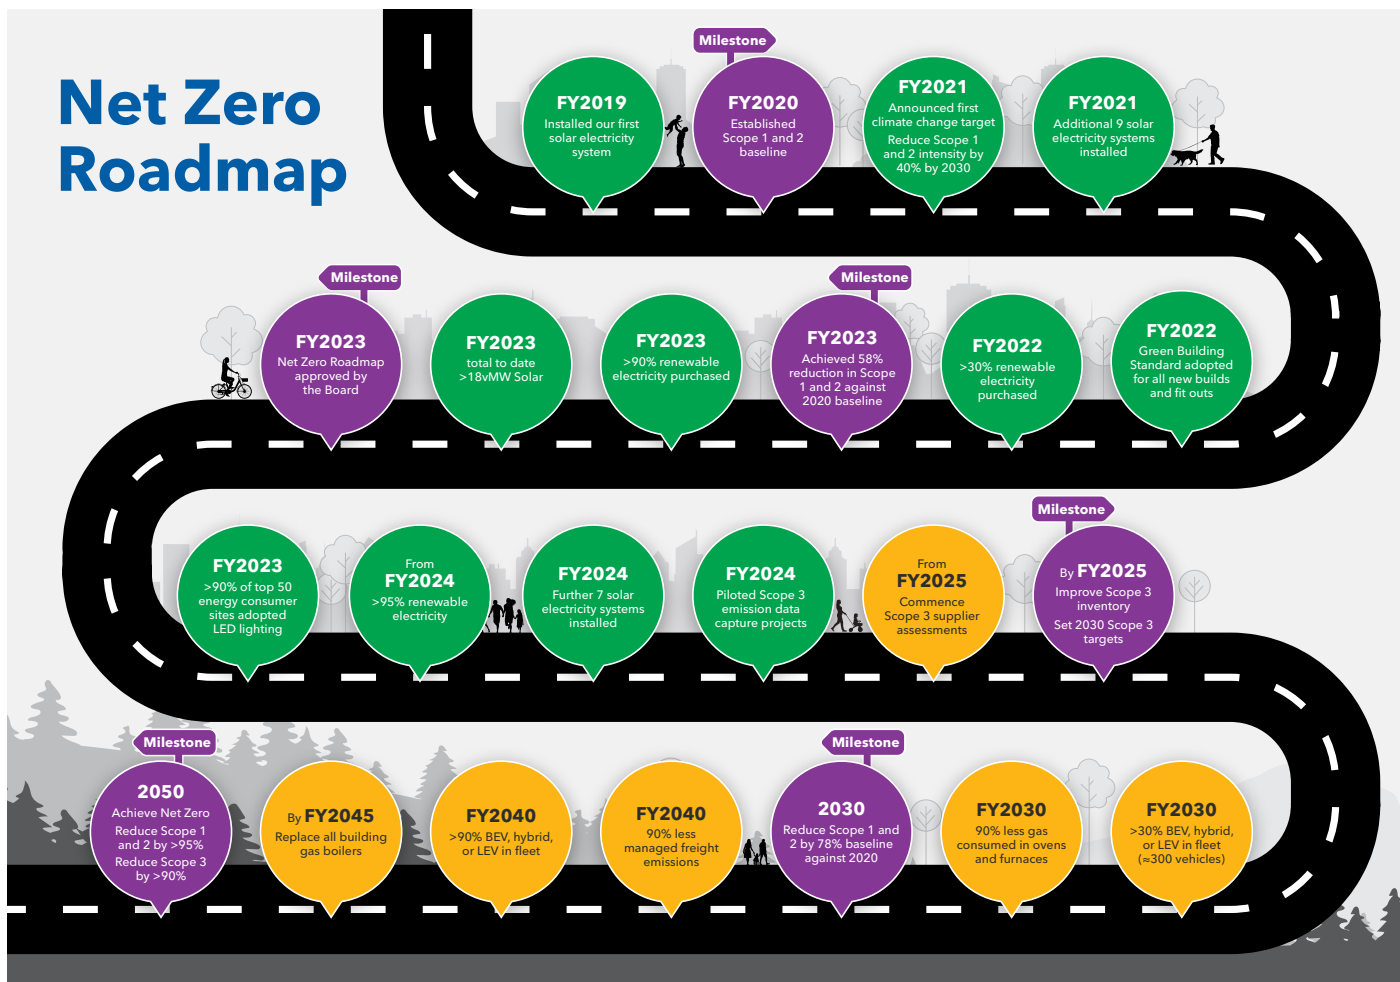 Net Zero
Roadmap
FY2019
Installed our first
solar electricity
system
Milestone
FY2020
Established
Scope 1 and 2
baseline
FY2021
Announced first
climate change target
Reduce Scope 1
and 2 intensity by
40% by 2030
FY2021
Additional 9 solar
electricity systems
installed
FY2022
Green Building
Standard adopted
for all new builds
and fit outs
FY2022
>30% renewable
electricity
purchased
Milestone
FY2023
Achieved 58%
reduction in Scope
1 and 2 against
2020 baseline
FY2023
>90% renewable
electricity purchased
FY2023
total to date
>18vMW Solar
Milestone
FY2023
Net Zero Roadmap
approved by
the Board
FY2023
>90% of top 50
energy consumer
sites adopted
LED lighting
From
FY2024
>95% renewable
electricity
FY2024
Further 7 solar
electricity systems
installed
FY2024
Piloted Scope 3
emission data
capture projects
From
FY2025
Commence
Scope 3 supplier
assessments
Milestone
By FY2025
Improve Scope 3
inventory
Set 2030 Scope 3
targets
FY2030
>30% BEV, hybrid,
or LEV in fleet
(≈300 vehicles)
FY2030
90% less gas
consumed in ovens
and furnaces
Milestone
2030
Reduce Scope 1 and
2 by 78% baseline
against 2020
FY2040
90% less
managed freight
emissions
FY2040
>90% BEV, hybrid,
or LEV in fleet
By FY2045
Replace all building
gas boilers
Milestone
2050
Achieve Net Zero
Reduce Scope 1
and 2 by >95%
Reduce Scope 3
by >90%